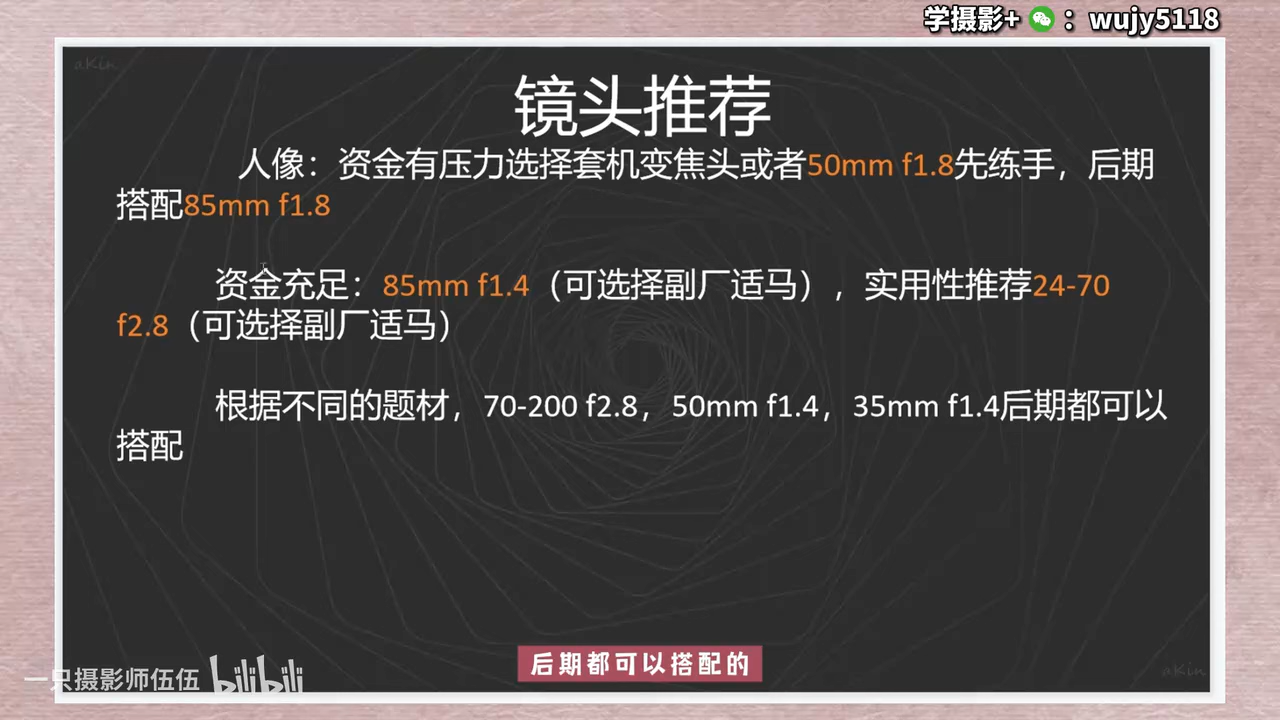 学摄影+ ：wujy5118
aKin
镜头推荐
人像：资金有压力选择套机变焦头或者50mm f1.8先练手，后期
搭配85mm f1.8
资金充足：85mm f1.4（可选择副厂适马），实用性推荐24-70
f2.8（可选择副厂适马）
根据不同的题材，70-200 f2.8，50mm f1.4，35mm f1.4后期都可以
搭配
后期都可以搭配的
一只摄影师伍伍 bilibili
aKin